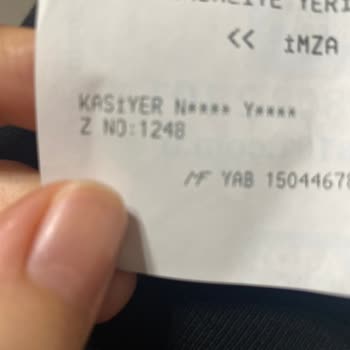 << İMZA
KASİYER N**** Y****
Z NO:1248
MF YAB 15044678